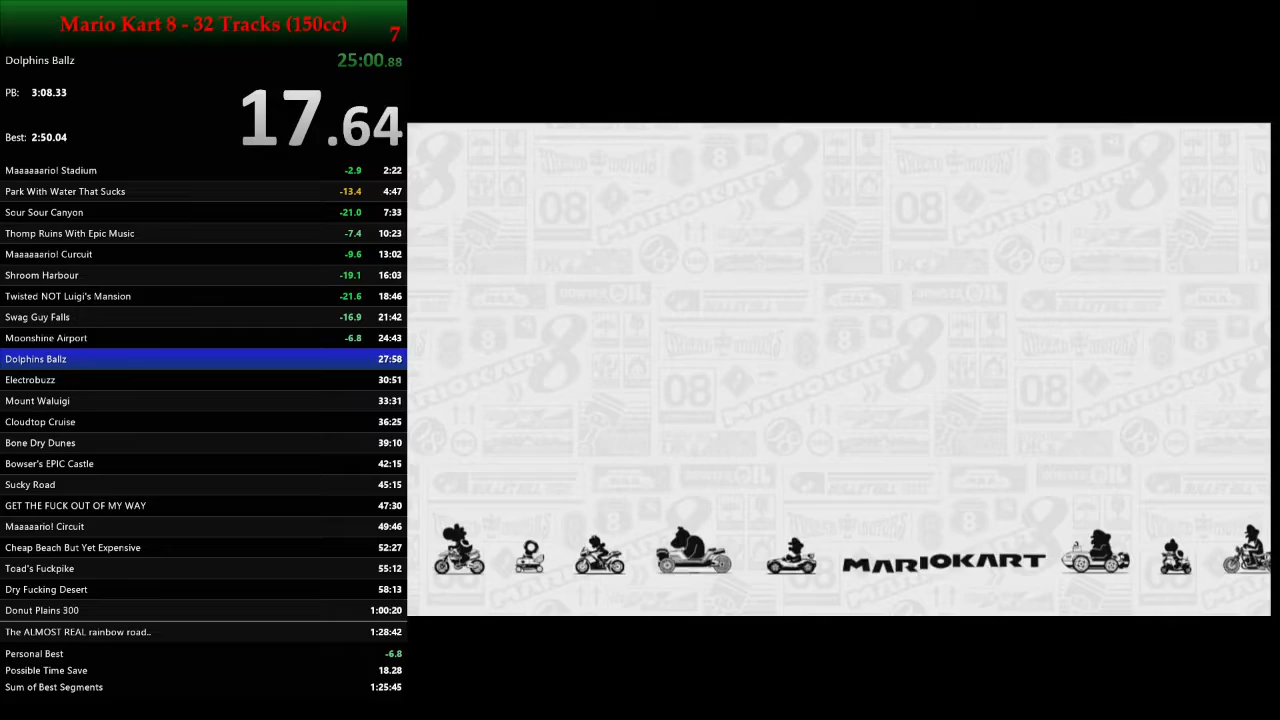 Mario Kart 8 - 32 Tracks (150cc)
7
Dolphins Ballz 25:00.88
PB: 3:08.33
17.64
Best: 2:50.04
Maaaaaario! Stadium -2.9 2:22
Park With Water That Sucks -13.4 4:47
Sour Sour Canyon -21.0 7:33
Thomp Ruins With Epic Music -7.4 10:23
Maaaaaario! Curcuit -9.6 13:02
Shroom Harbour -19.1 16:03
Twisted NOT Luigi's Mansion -21.6 18:46
Swag Guy Falls -16.9 21:42
Moonshine Airport -6.8 24:43
Dolphins Ballz 27:58
Electrobuzz 30:51
Mount Waluigi 33:31
Cloudtop Cruise 36:25
Bone Dry Dunes 39:10
Bowser's EPIC Castle 42:15
Sucky Road 45:15
GET THE FUCK OUT OF MY WAY 47:30
Maaaaario! Circuit 49:46
Cheap Beach But Yet Expensive 52:27
Toad's Fuckpike 55:12
Dry Fucking Desert 58:13
Donut Plains 300 1:00:20
The ALMOST REAL rainbow road.. 1:28:42
Personal Best -6.8
Possible Time Save 18.28
Sum of Best Segments 1:25:45
MARIOKART